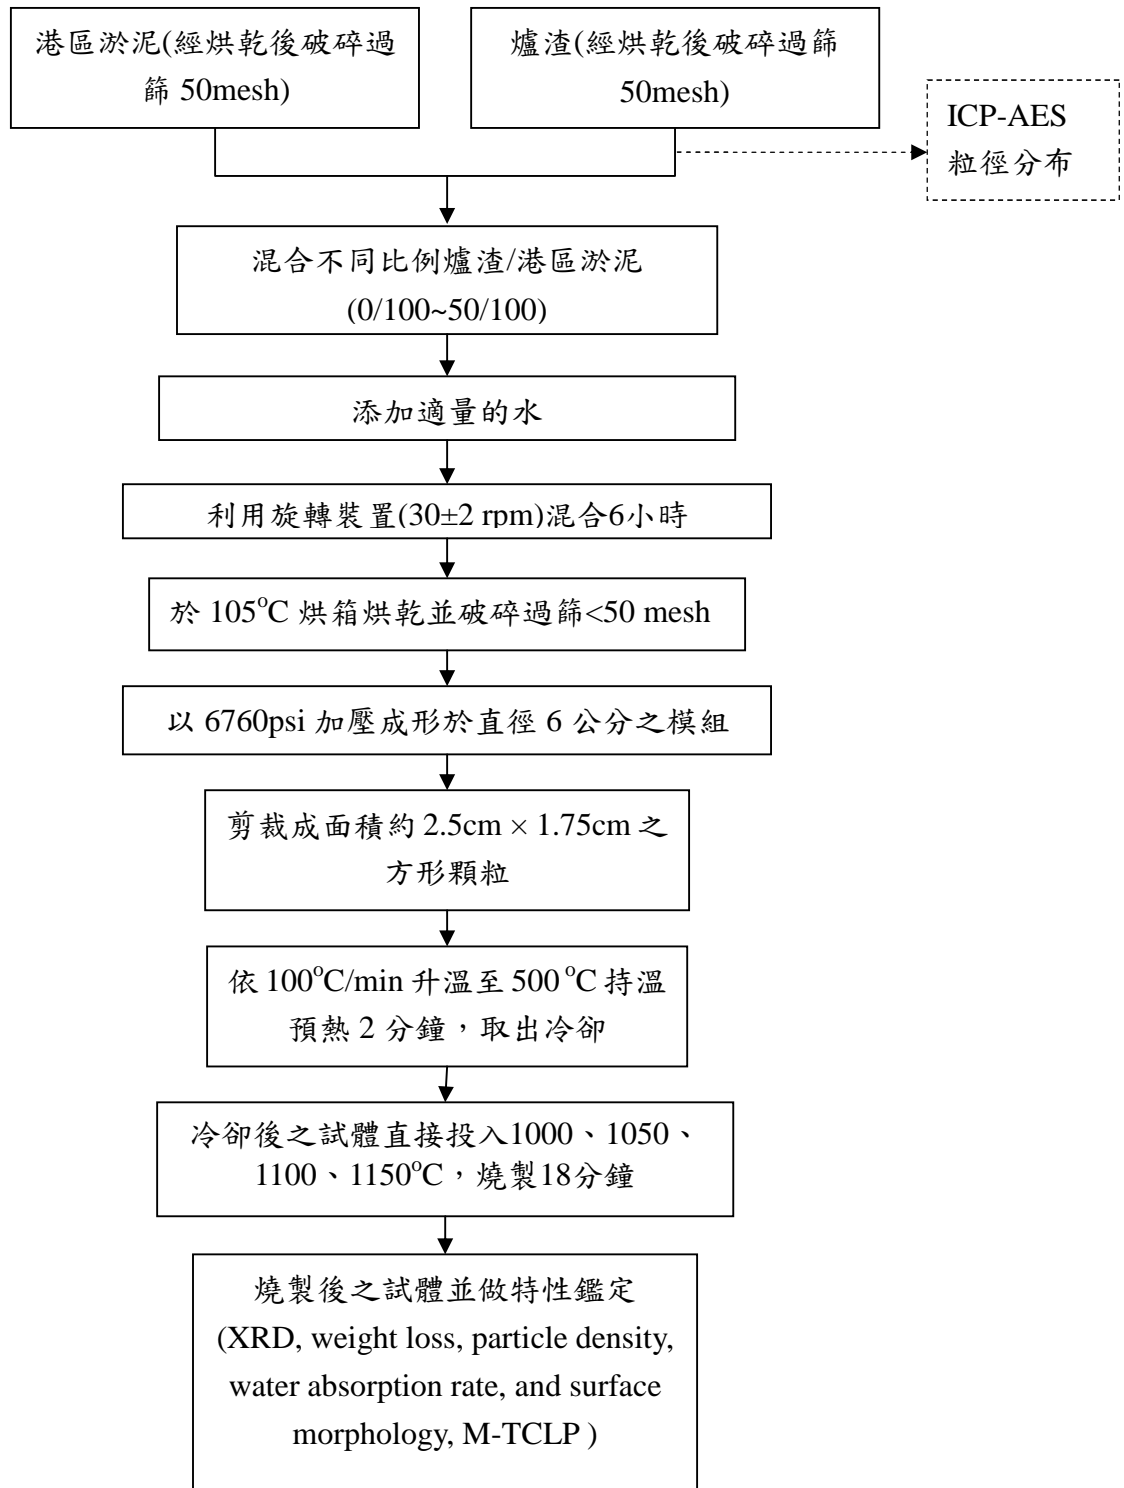 港區淤泥(經烘乾後破碎過
篩 50mesh)
爐渣(經烘乾後破碎過篩
50mesh)
ICP-AES
粒徑分布
混合不同比例爐渣/港區淤泥
(0/100~50/100)
添加適量的水
利用旋轉裝置(30±2 rpm)混合6小時
於 105°C 烘箱烘乾並破碎過篩<50 mesh
以 6760psi 加壓成形於直徑 6 公分之模組
剪裁成面積約 2.5cm × 1.75cm 之
方形顆粒
依 100°C/min 升溫至 500 °C 持溫
預熱 2 分鐘，取出冷卻
冷卻後之試體直接投入1000、1050、
1100、1150°C，燒製18分鐘
燒製後之試體並做特性鑑定
(XRD, weight loss, particle density,
water absorption rate, and surface
morphology, M-TCLP )